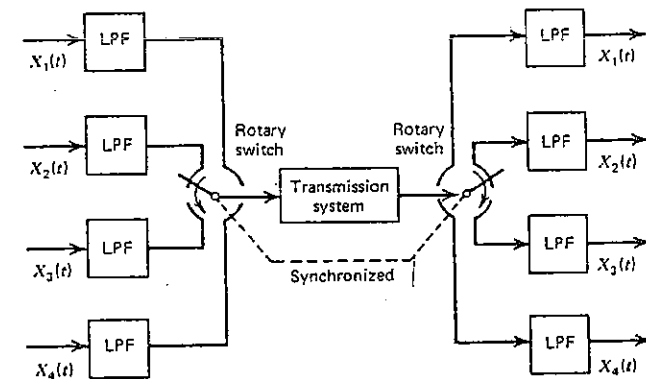 LPF
X₁(t)
LPF
X₂(t)
LPF
X₃(t)
LPF
X₄(t)
Rotary
switch
Transmission
system
Synchronized
Rotary
switch
LPF
X₁(t)
LPF
X₂(t)
LPF
X₃(t)
LPF
X₄(t)